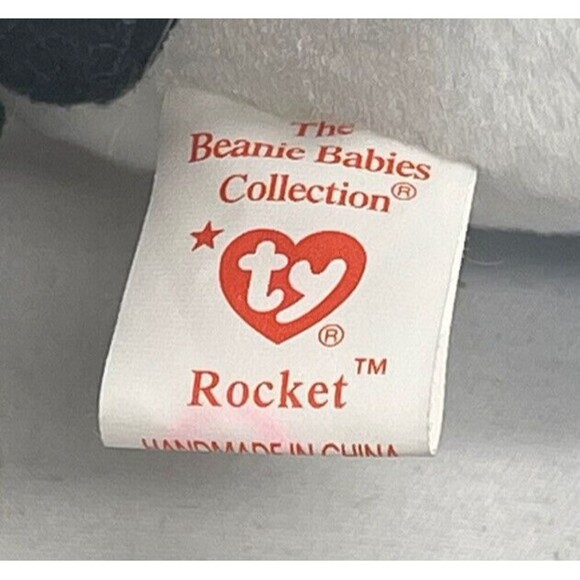 The
Beanie Babies
Collection®
ty
®
Rocket™
HANDMADE IN CHINA